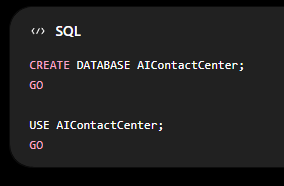 </> SQL
CREATE DATABASE AIContactCenter;
GO
USE AIContactCenter;
GO